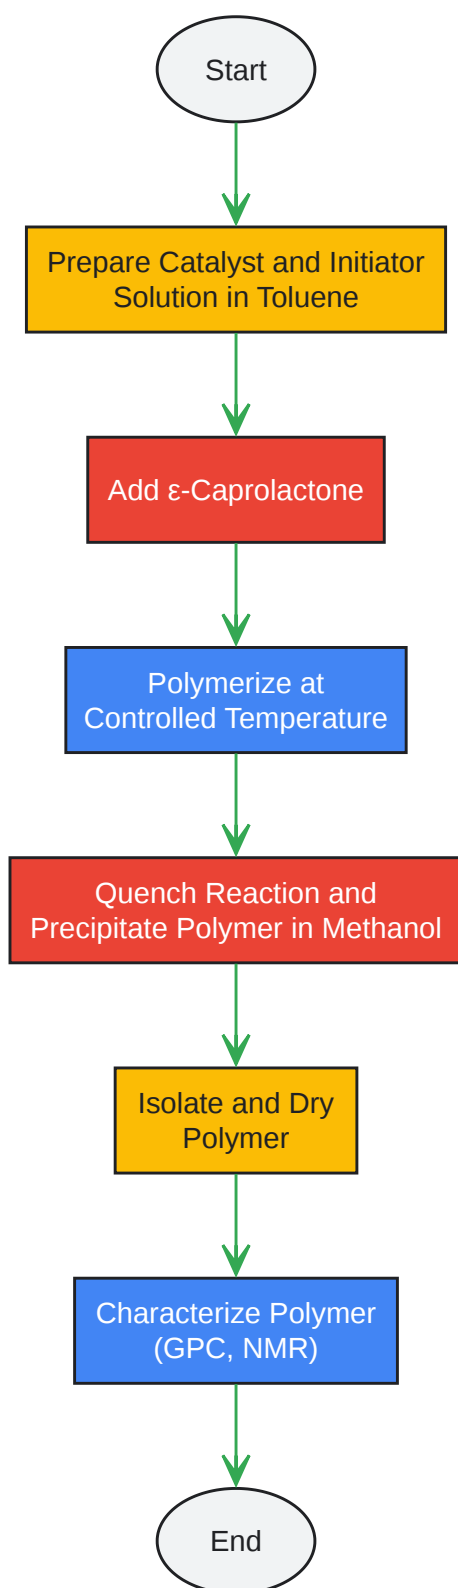 Start
Prepare Catalyst and Initiator
Solution in Toluene
Add ε-Caprolactone
Polymerize at
Controlled Temperature
Quench Reaction and
Precipitate Polymer in Methanol
Isolate and Dry
Polymer
Characterize Polymer
(GPC, NMR)
End